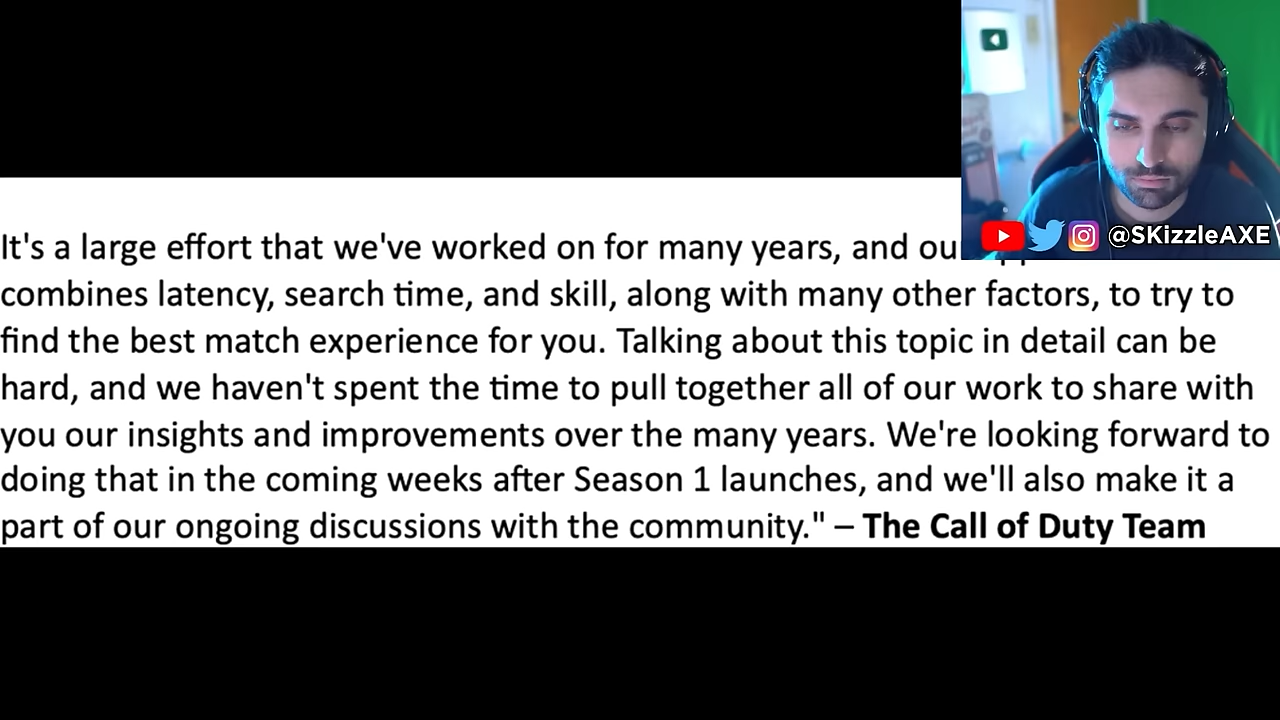 @SKizzleAXE
It's a large effort that we've worked on for many years, and our
combines latency, search time, and skill, along with many other factors, to try to
find the best match experience for you. Talking about this topic in detail can be
hard, and we haven't spent the time to pull together all of our work to share with
you our insights and improvements over the many years. We're looking forward to
doing that in the coming weeks after Season 1 launches, and we'll also make it a
part of our ongoing discussions with the community." – The Call of Duty Team